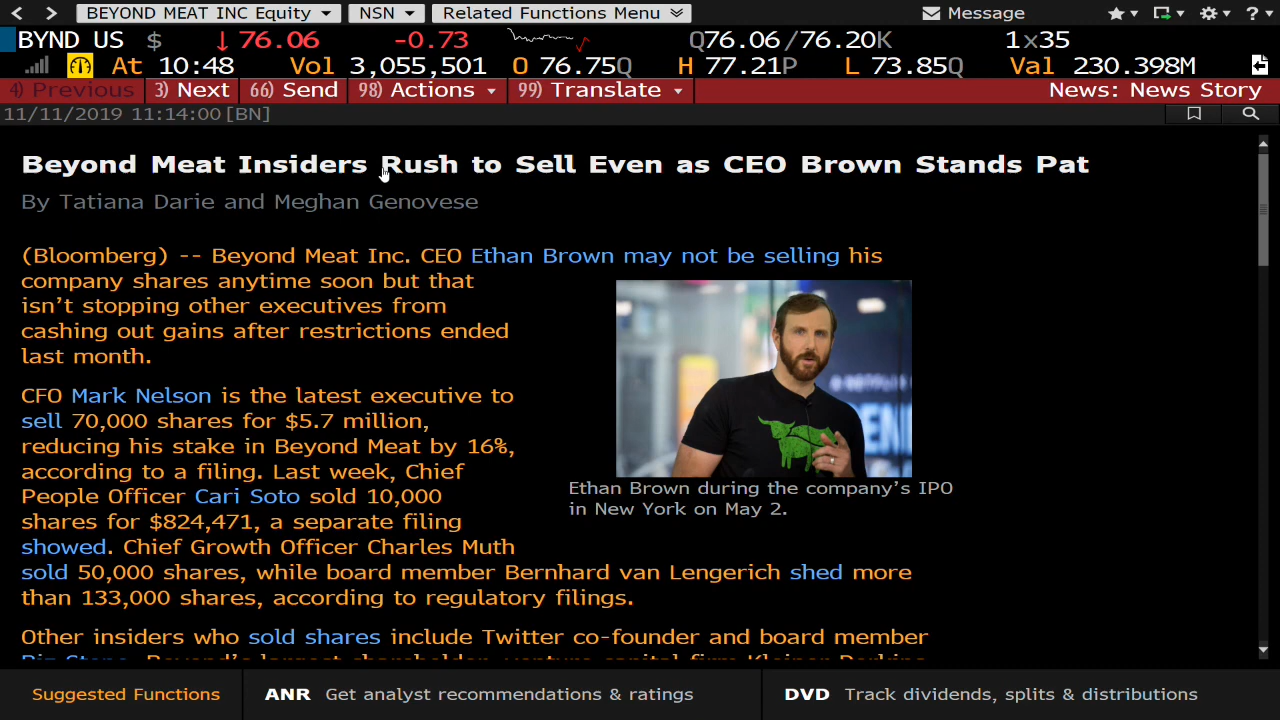 BEYOND MEAT INC Equity NSN Related Functions Menu Message ?
BYND US $ ↓76.06 -0.73 Q76.06/76.20K 1x35
At 10:48 Vol 3,055,501 O 76.75Q H 77.21P L 73.85Q Val 230.398M
4) Previous 3) Next 66) Send 98) Actions 99) Translate News: News Story
11/11/2019 11:14:00 [BN]
Beyond Meat Insiders Rush to Sell Even as CEO Brown Stands Pat
By Tatiana Darie and Meghan Genovese
(Bloomberg) -- Beyond Meat Inc. CEO Ethan Brown may not be selling his
company shares anytime soon but that
isn't stopping other executives from
cashing out gains after restrictions ended
last month.
CFO Mark Nelson is the latest executive to
sell 70,000 shares for $5.7 million,
reducing his stake in Beyond Meat by 16%,
according to a filing. Last week, Chief
People Officer Cari Soto sold 10,000
shares for $824,471, a separate filing
showed. Chief Growth Officer Charles Muth
sold 50,000 shares, while board member Bernhard van Lengerich shed more
than 133,000 shares, according to regulatory filings.
Ethan Brown during the company's IPO
in New York on May 2.
Other insiders who sold shares include Twitter co-founder and board member
Biz Stone, Beyond's largest shareholder, venture capital firm Kleiner Perkins
Suggested Functions ANR Get analyst recommendations & ratings DVD Track dividends, splits & distributions